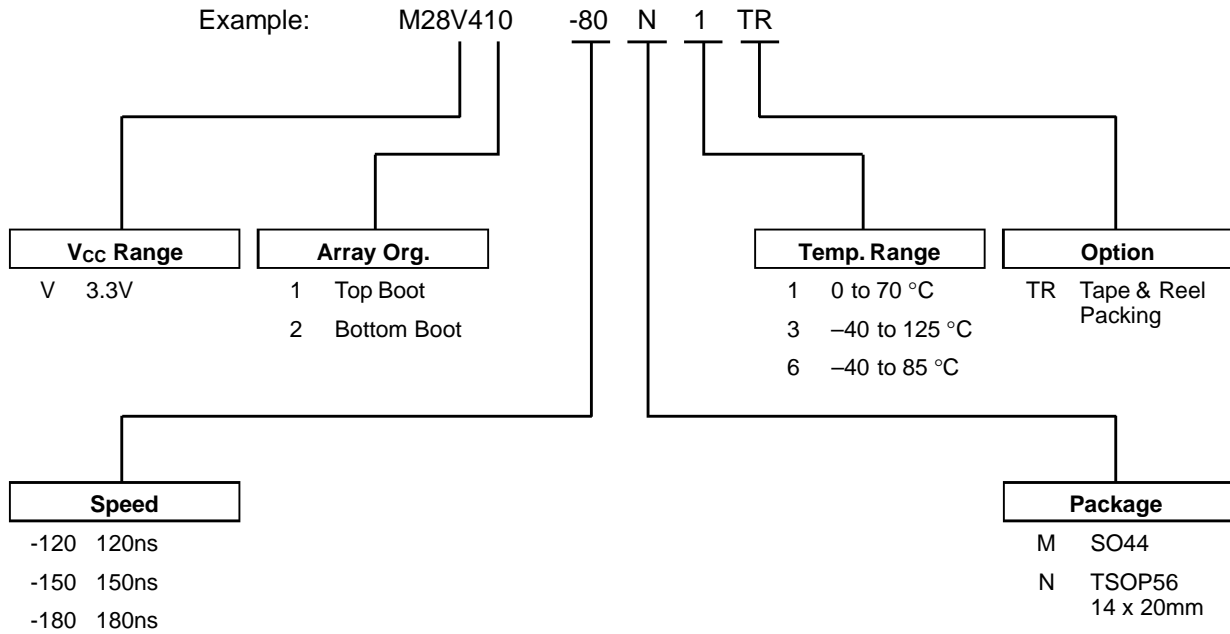 Example: M28V410 -80 N 1 TR
VCC Range
V 3.3V
Array Org.
1 Top Boot
2 Bottom Boot
Temp. Range
1 0 to 70 °C
3 –40 to 125 °C
6 –40 to 85 °C
Option
TR Tape & Reel
Packing
Speed
-120 120ns
-150 150ns
-180 180ns
Package
M SO44
N TSOP56
14 x 20mm